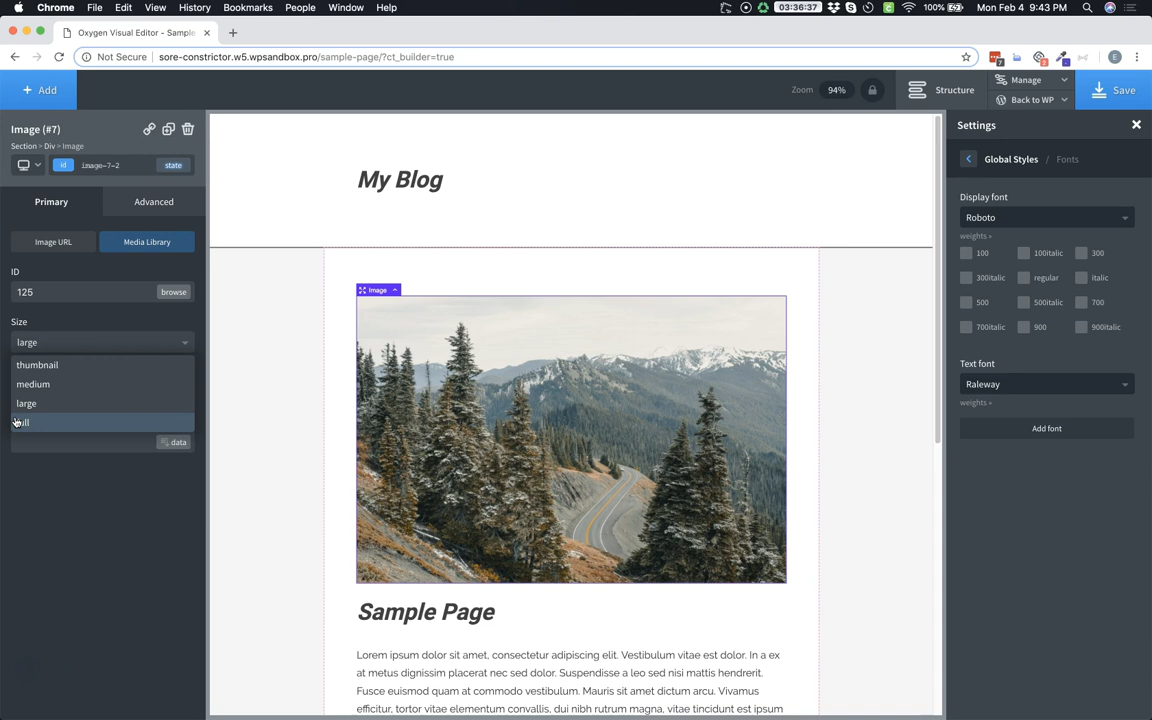 Chrome File Edit View History Bookmarks People Window Help 03:36:37 100% Mon Feb 4 9:43 PM
Oxygen Visual Editor - Sample
Not Secure sore-constrictor.w5.wpsandbox.pro/sample-page/?ct_builder=true
E
+ Add
Zoom 94%
Structure
Manage
Back to WP
Save
Image (#7)
Section > Div > Image
id image-7-2 state
Primary Advanced
Image URL Media Library
ID
125 browse
Size
large
thumbnail
medium
large
data
My Blog
Image
Sample Page
Lorem ipsum dolor sit amet, consectetur adipiscing elit. Vestibulum vitae est dolor. In a ex
at metus dignissim placerat nec sed dolor. Suspendisse a leo sed nisi mattis hendrerit.
Fusce euismod quam at commodo vestibulum. Mauris sit amet dictum arcu. Vivamus
efficitur, tortor vitae elementum convallis, dui nibh rutrum magna, vitae tincidunt est ipsum
Settings
Global Styles / Fonts
Display font
Roboto
weights »
100 100italic 300
300italic regular italic
500 500italic 700
700italic 900 900italic
Text font
Raleway
weights »
Add font